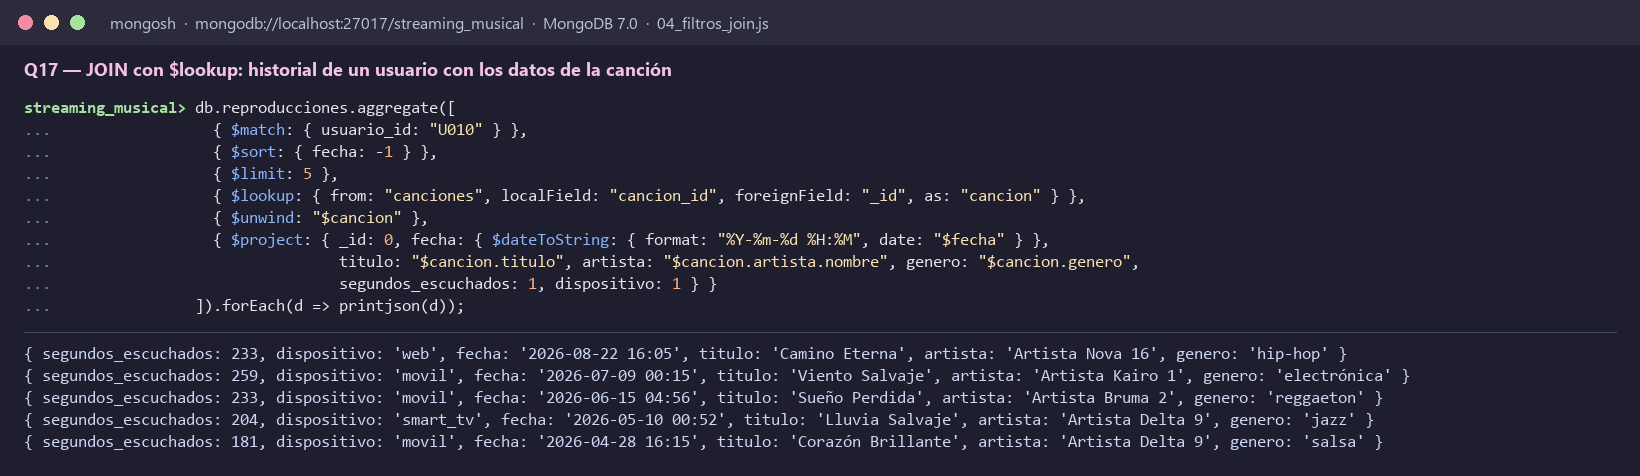 mongosh · mongodb://localhost:27017/streaming_musical · MongoDB 7.0 · 04_filtros_join.js
Q17 — JOIN con $lookup: historial de un usuario con los datos de la canción
streaming_musical> db.reproducciones.aggregate([
... { $match: { usuario_id: "U010" } },
... { $sort: { fecha: -1 } },
... { $limit: 5 },
... { $lookup: { from: "canciones", localField: "cancion_id", foreignField: "_id", as: "cancion" } },
... { $unwind: "$cancion" },
... { $project: { _id: 0, fecha: { $dateToString: { format: "%Y-%m-%d %H:%M", date: "$fecha" } },
... titulo: "$cancion.titulo", artista: "$cancion.artista.nombre", genero: "$cancion.genero",
... segundos_escuchados: 1, dispositivo: 1 } }
... ]).forEach(d => printjson(d));
{ segundos_escuchados: 233, dispositivo: 'web', fecha: '2026-08-22 16:05', titulo: 'Camino Eterna', artista: 'Artista Nova 16', genero: 'hip-hop' }
{ segundos_escuchados: 259, dispositivo: 'movil', fecha: '2026-07-09 00:15', titulo: 'Viento Salvaje', artista: 'Artista Kairo 1', genero: 'electrónica' }
{ segundos_escuchados: 233, dispositivo: 'movil', fecha: '2026-06-15 04:56', titulo: 'Sueño Perdida', artista: 'Artista Bruma 2', genero: 'reggaeton' }
{ segundos_escuchados: 204, dispositivo: 'smart_tv', fecha: '2026-05-10 00:52', titulo: 'Lluvia Salvaje', artista: 'Artista Delta 9', genero: 'jazz' }
{ segundos_escuchados: 181, dispositivo: 'movil', fecha: '2026-04-28 16:15', titulo: 'Corazón Brillante', artista: 'Artista Delta 9', genero: 'salsa' }